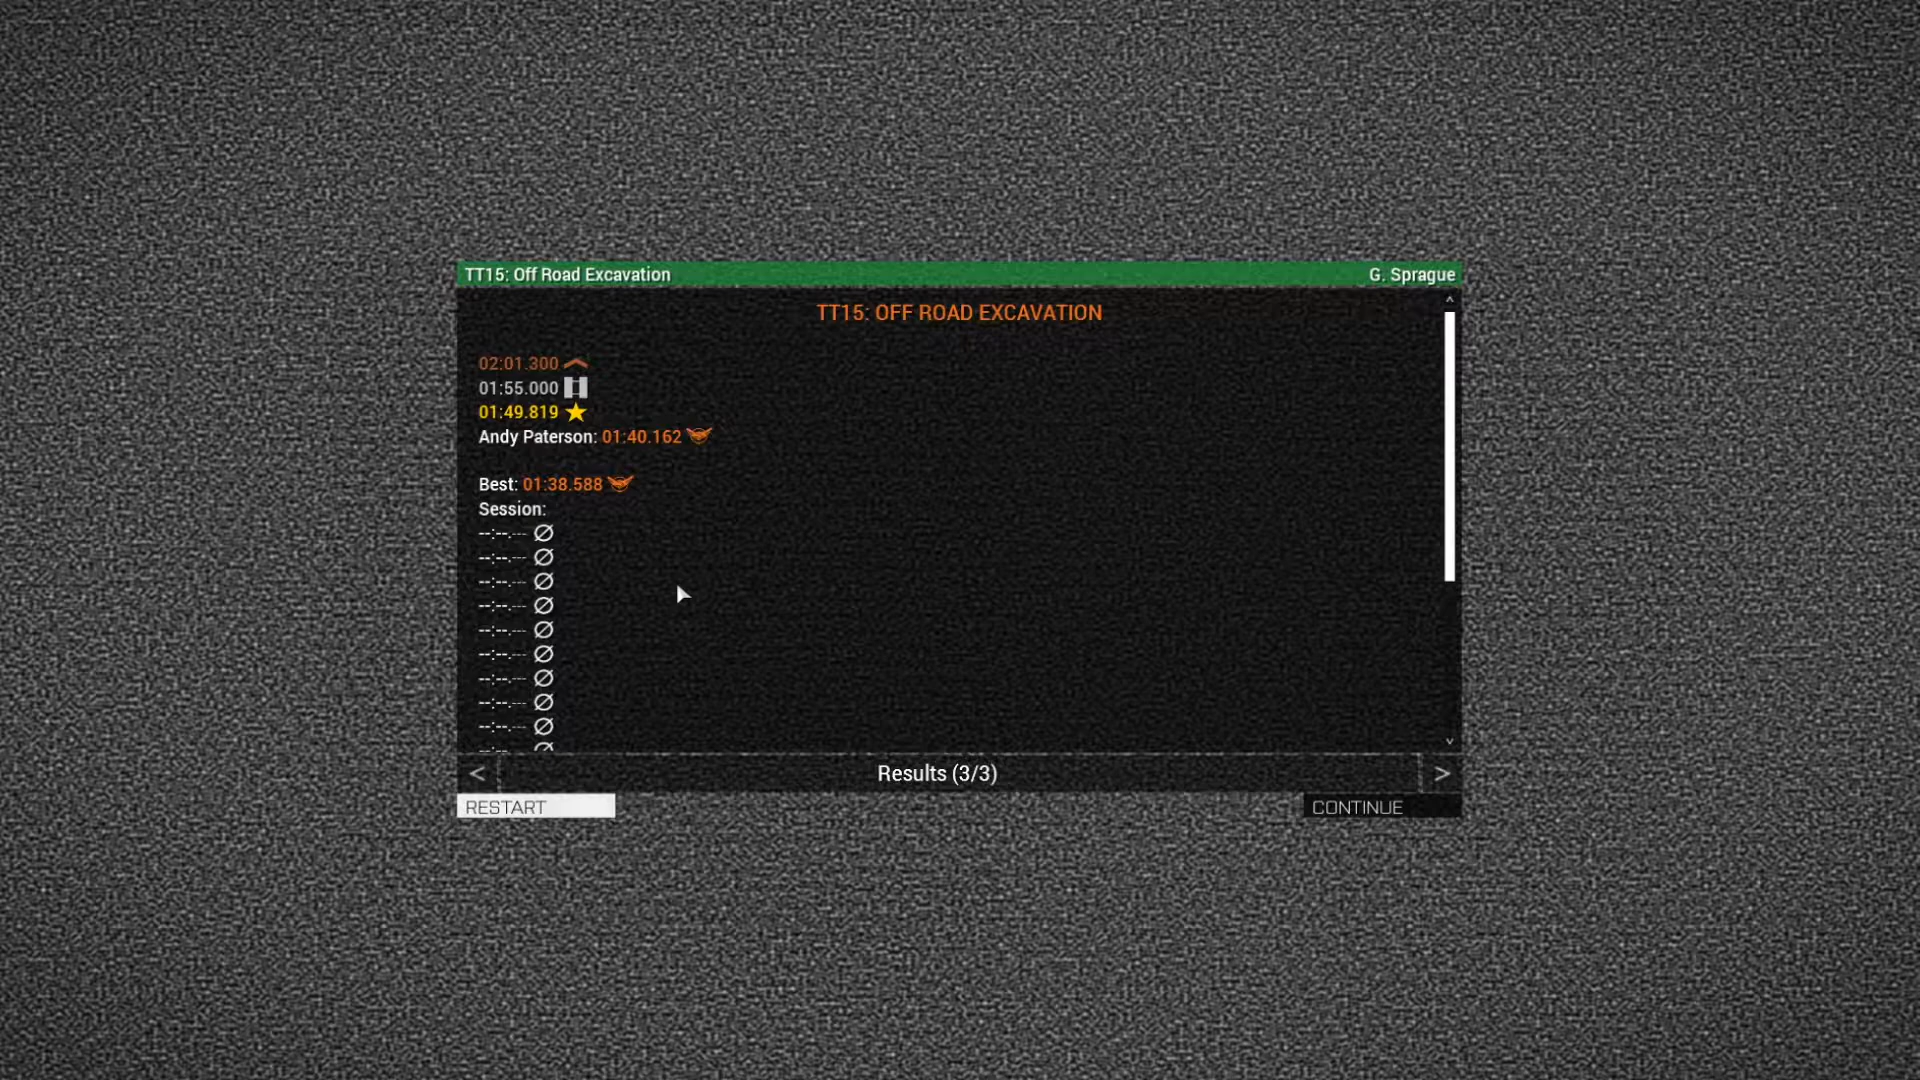 TT15: Off Road Excavation
G. Sprague
TT15: OFF ROAD EXCAVATION
02:01.300
01:55.000
01:49.819
Andy Paterson: 01:40.162
Best: 01:38.588
Session:
--:--.--- Ø
--:--.--- Ø
--:--.--- Ø
--:--.--- Ø
--:--.--- Ø
--:--.--- Ø
--:--.--- Ø
--:--.--- Ø
--:--.--- Ø
< Results (3/3) >
RESTART
CONTINUE